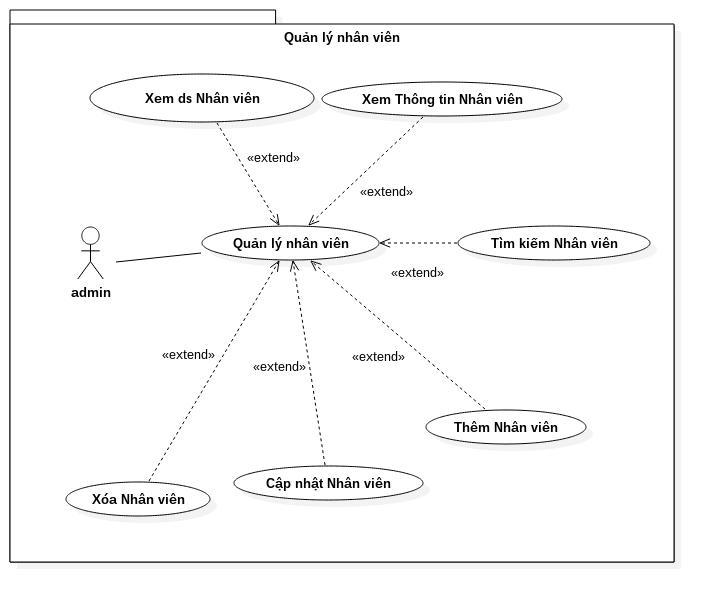 Quản lý nhân viên
Xem ds Nhân viên
Xem Thông tin Nhân viên
«extend»
«extend»
Quản lý nhân viên
Tìm kiếm Nhân viên
«extend»
admin
«extend»
«extend»
«extend»
Thêm Nhân viên
Cập nhật Nhân viên
Xóa Nhân viên